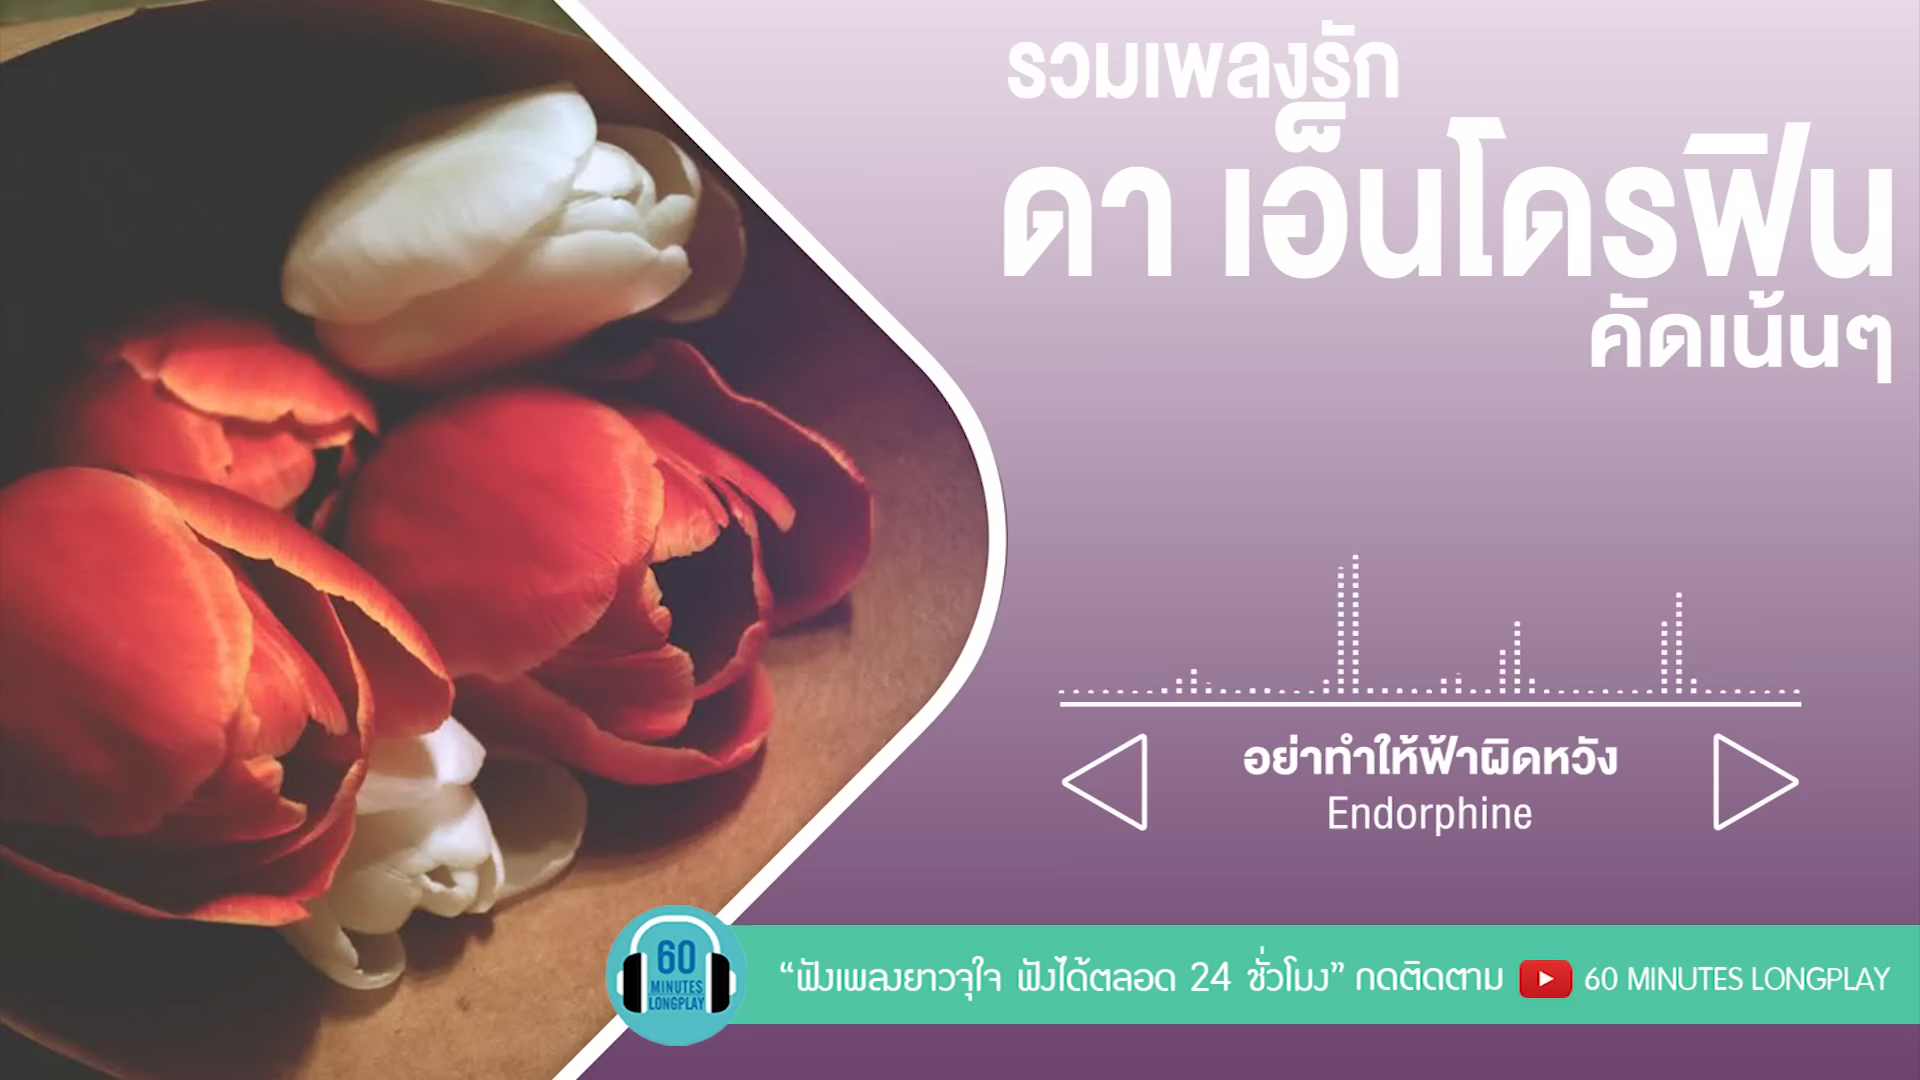 รวมเพลงรัก
ดา เอ็นโดรฟิน
คัดเน้นๆ
อย่าทำให้ฟ้าผิดหวัง
Endorphine
60
MINUTES
LONGPLAY
“ฟังเพลงยาวจุใจ ฟังได้ตลอด 24 ชั่วโมง” กดติดตาม 60 MINUTES LONGPLAY